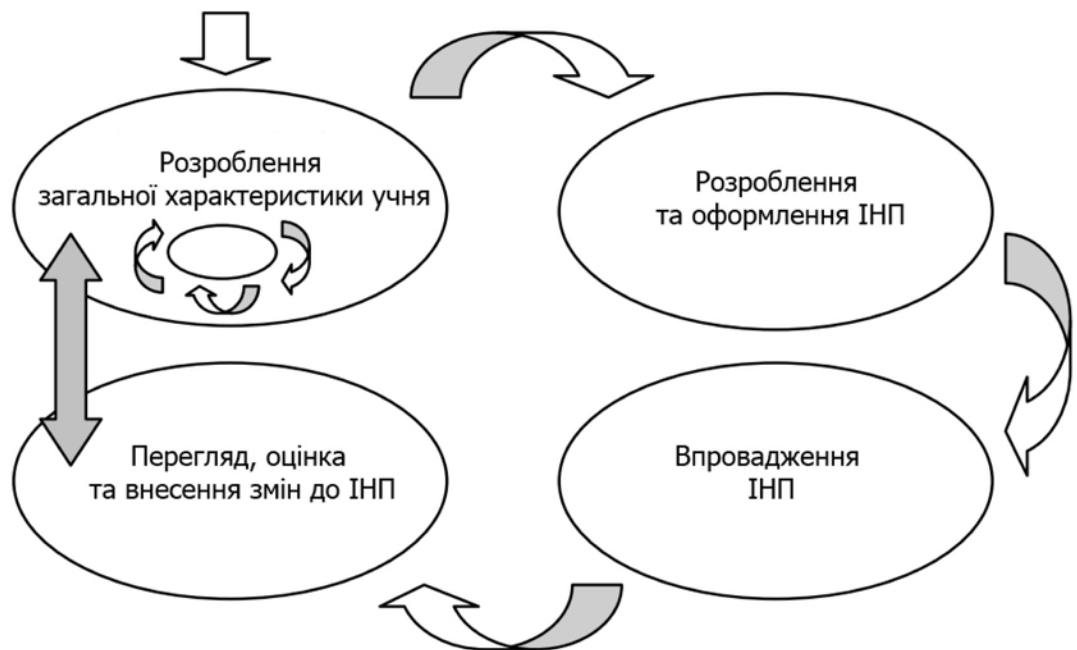 Розроблення
загальної характеристики учня
Розроблення
та оформлення ІНП
Перегляд, оцінка
та внесення змін до ІНП
Впровадження
ІНП